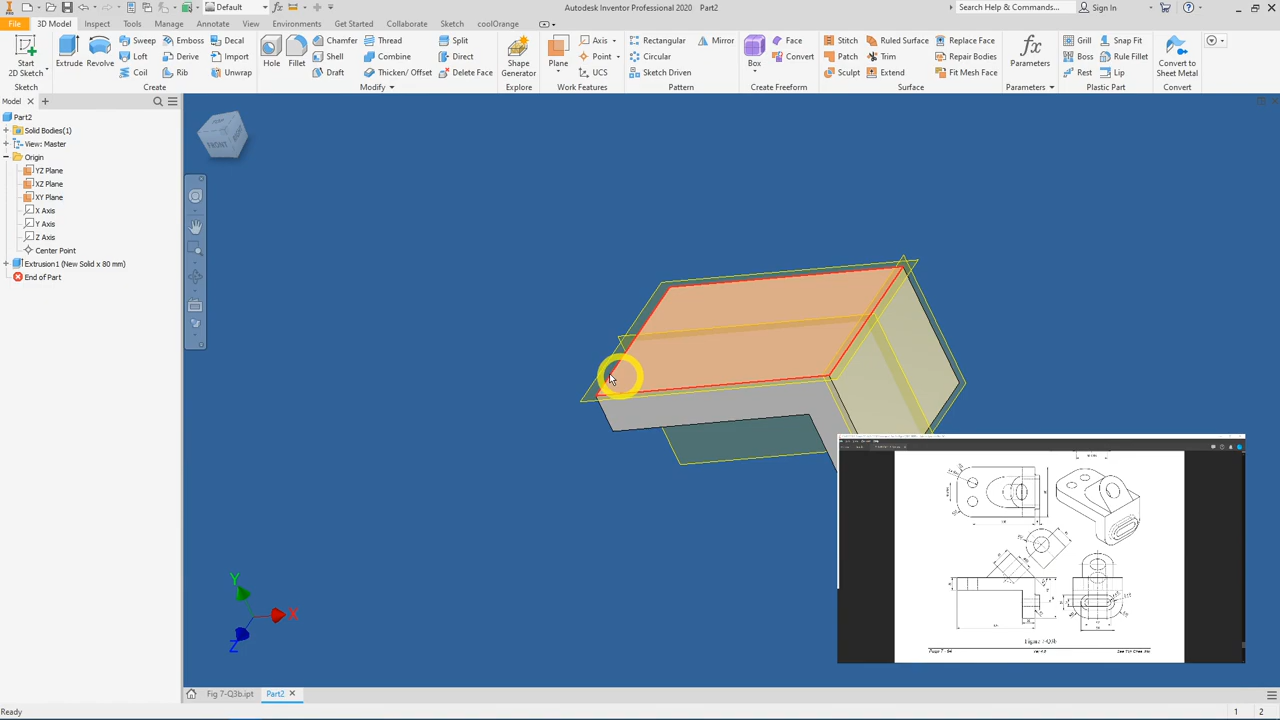 Default
Autodesk Inventor Professional 2020 Part2
Search Help & Commands...
Sign In
File 3D Model Inspect Tools Manage Annotate View Environments Get Started Collaborate Sketch coolOrange
Start
2D Sketch
Sketch
Extrude
Revolve
Sweep
Loft
Coil
Emboss
Derive
Rib
Decal
Import
Unwrap
Create
Hole
Fillet
Chamfer
Shell
Draft
Thread
Combine
Thicken/ Offset
Split
Direct
Delete Face
Modify
Shape
Generator
Explore
Plane
Axis
Point
UCS
Work Features
Rectangular
Circular
Sketch Driven
Mirror
Pattern
Box
Face
Convert
Create Freeform
Stitch
Patch
Sculpt
Ruled Surface
Trim
Extend
Replace Face
Repair Bodies
Fit Mesh Face
Surface
Parameters
Parameters
Grill
Boss
Rest
Snap Fit
Rule Fillet
Lip
Plastic Part
Convert to
Sheet Metal
Convert
Model
Part2
Solid Bodies(1)
View: Master
Origin
YZ Plane
XZ Plane
XY Plane
X Axis
Y Axis
Z Axis
Center Point
Extrusion1 (New Solid x 80 mm)
End of Part
FRONT
Y
X
Z
Fig 7-Q3b.ipt
Part2
Ready
1 2